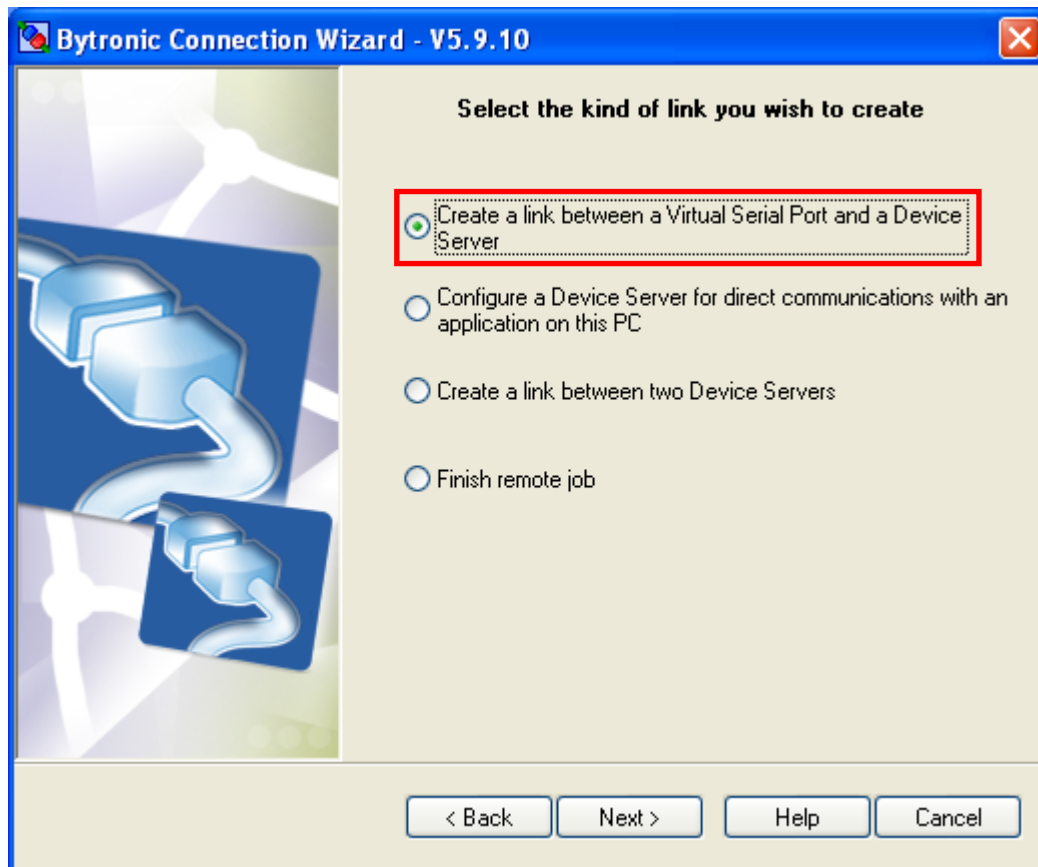 Bytronic Connection Wizard - V5.9.10
Select the kind of link you wish to create
Create a link between a Virtual Serial Port and a Device
Server
Configure a Device Server for direct communications with an
application on this PC
Create a link between two Device Servers
Finish remote job
< Back
Next >
Help
Cancel